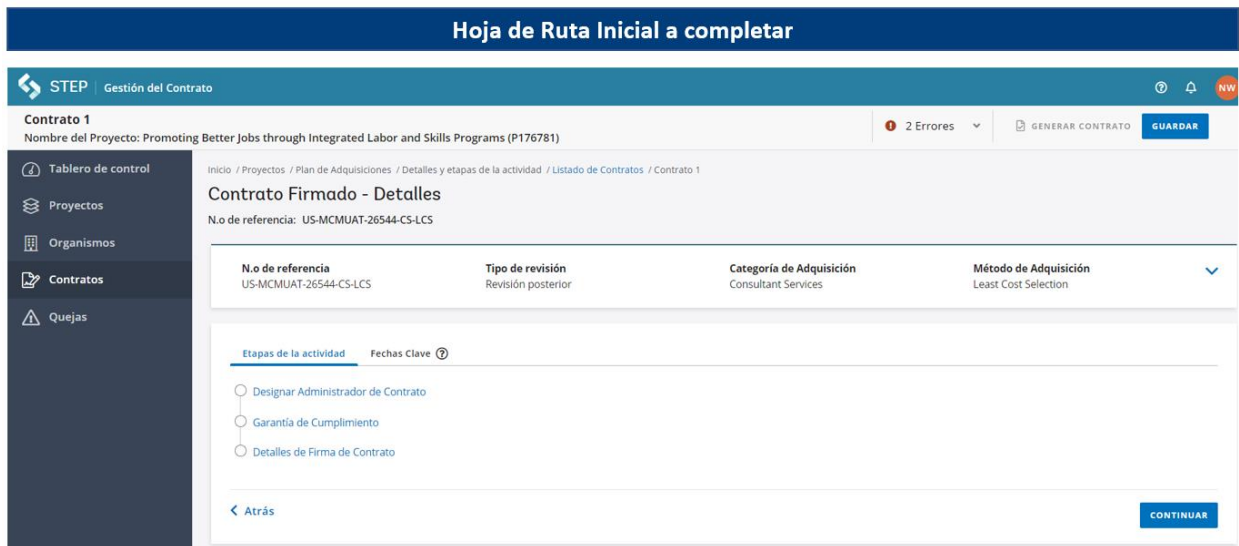 Hoja de Ruta Inicial a completar
STEP | Gestión del Contrato
NW
Contrato 1
Nombre del Proyecto: Promoting Better Jobs through Integrated Labor and Skills Programs (P176781)
2 Errores
GENERAR CONTRATO
GUARDAR
Tablero de control
Proyectos
Organismos
Contratos
Quejas
Inicio / Proyectos / Plan de Adquisiciones / Detalles y etapas de la actividad / Listado de Contratos / Contrato 1
Contrato Firmado - Detalles
N.o de referencia: US-MCMUAT-26544-CS-LCS
N.o de referencia Tipo de revisión Categoría de Adquisición Método de Adquisición
US-MCMUAT-26544-CS-LCS Revisión posterior Consultant Services Least Cost Selection
Etapas de la actividad Fechas Clave ?
Designar Administrador de Contrato
Garantía de Cumplimiento
Detalles de Firma de Contrato
Atrás
CONTINUAR